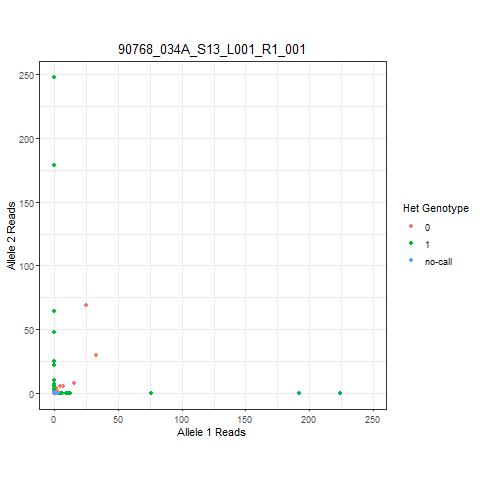 90768_034A_S13_L001_R1_001
250
200
150
100
50
0
Allele 2 Reads
0 50 100 150 200 250
Allele 1 Reads
Het Genotype
0
1
no-call